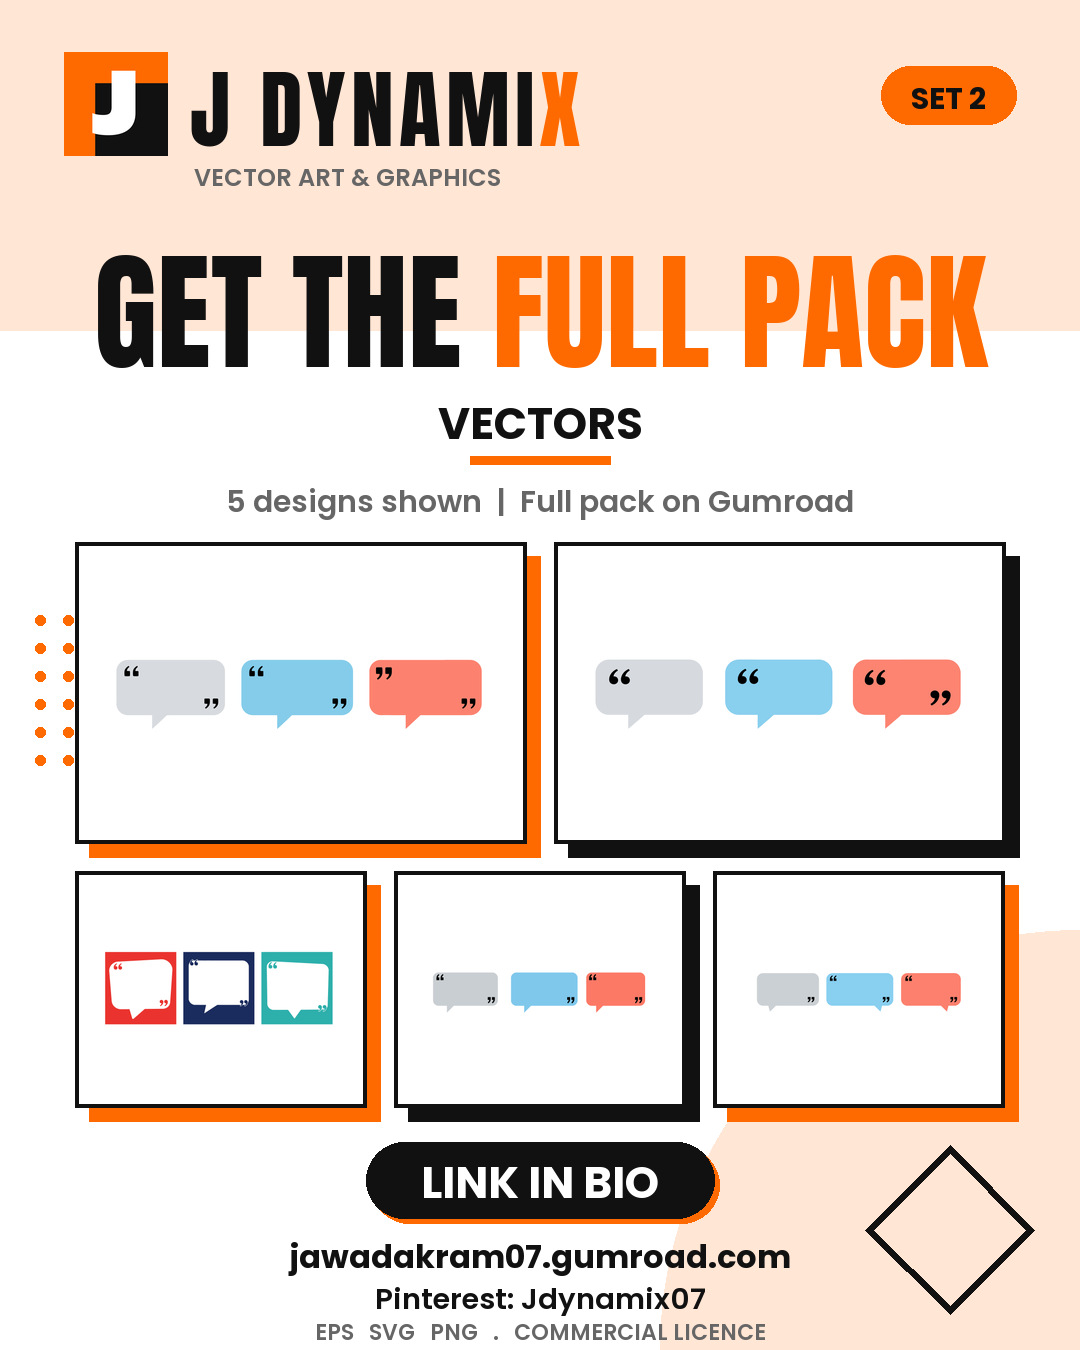 J
J DYNAMIX
VECTOR ART & GRAPHICS
SET 2
GET THE FULL PACK
VECTORS
5 designs shown | Full pack on Gumroad
“ ” “ ” ” ”
“ “ “ ”
“ ” “ ” “ ”
“ ” ” “ ”
” “ ” “ ”
LINK IN BIO
jawadakram07.gumroad.com
Pinterest: Jdynamix07
EPS SVG PNG . COMMERCIAL LICENCE